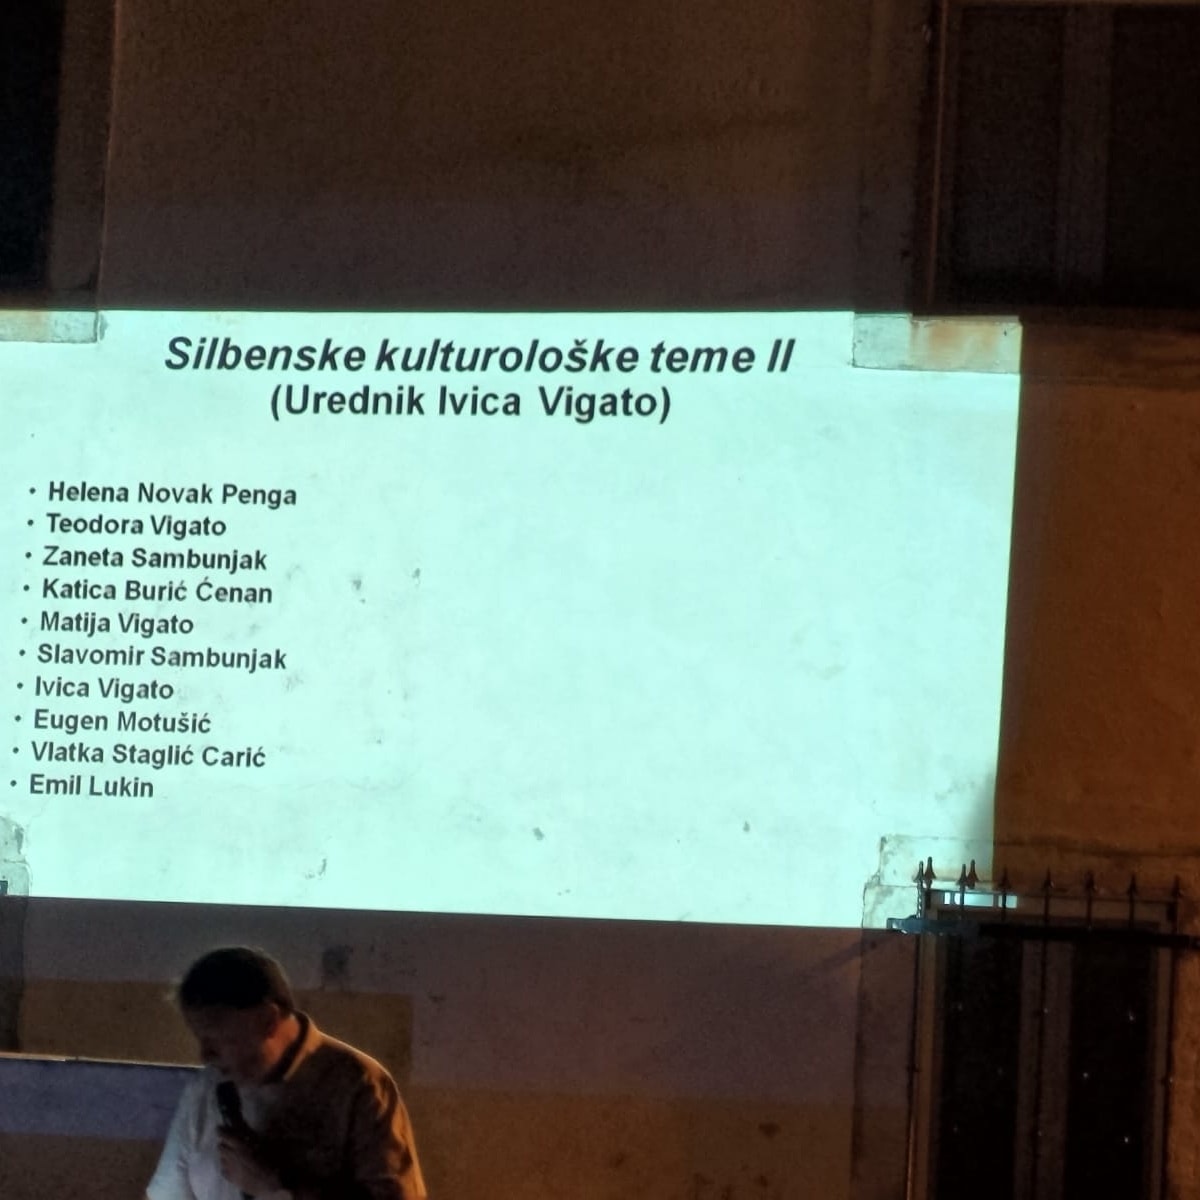 Silbenske kulturološke teme II
(Urednik Ivica Vigato)
• Helena Novak Penga
• Teodora Vigato
• Zaneta Sambunjak
• Katica Burić Ćenan
• Matija Vigato
• Slavomir Sambunjak
• Ivica Vigato
• Eugen Motušić
• Vlatka Staglić Carić
• Emil Lukin